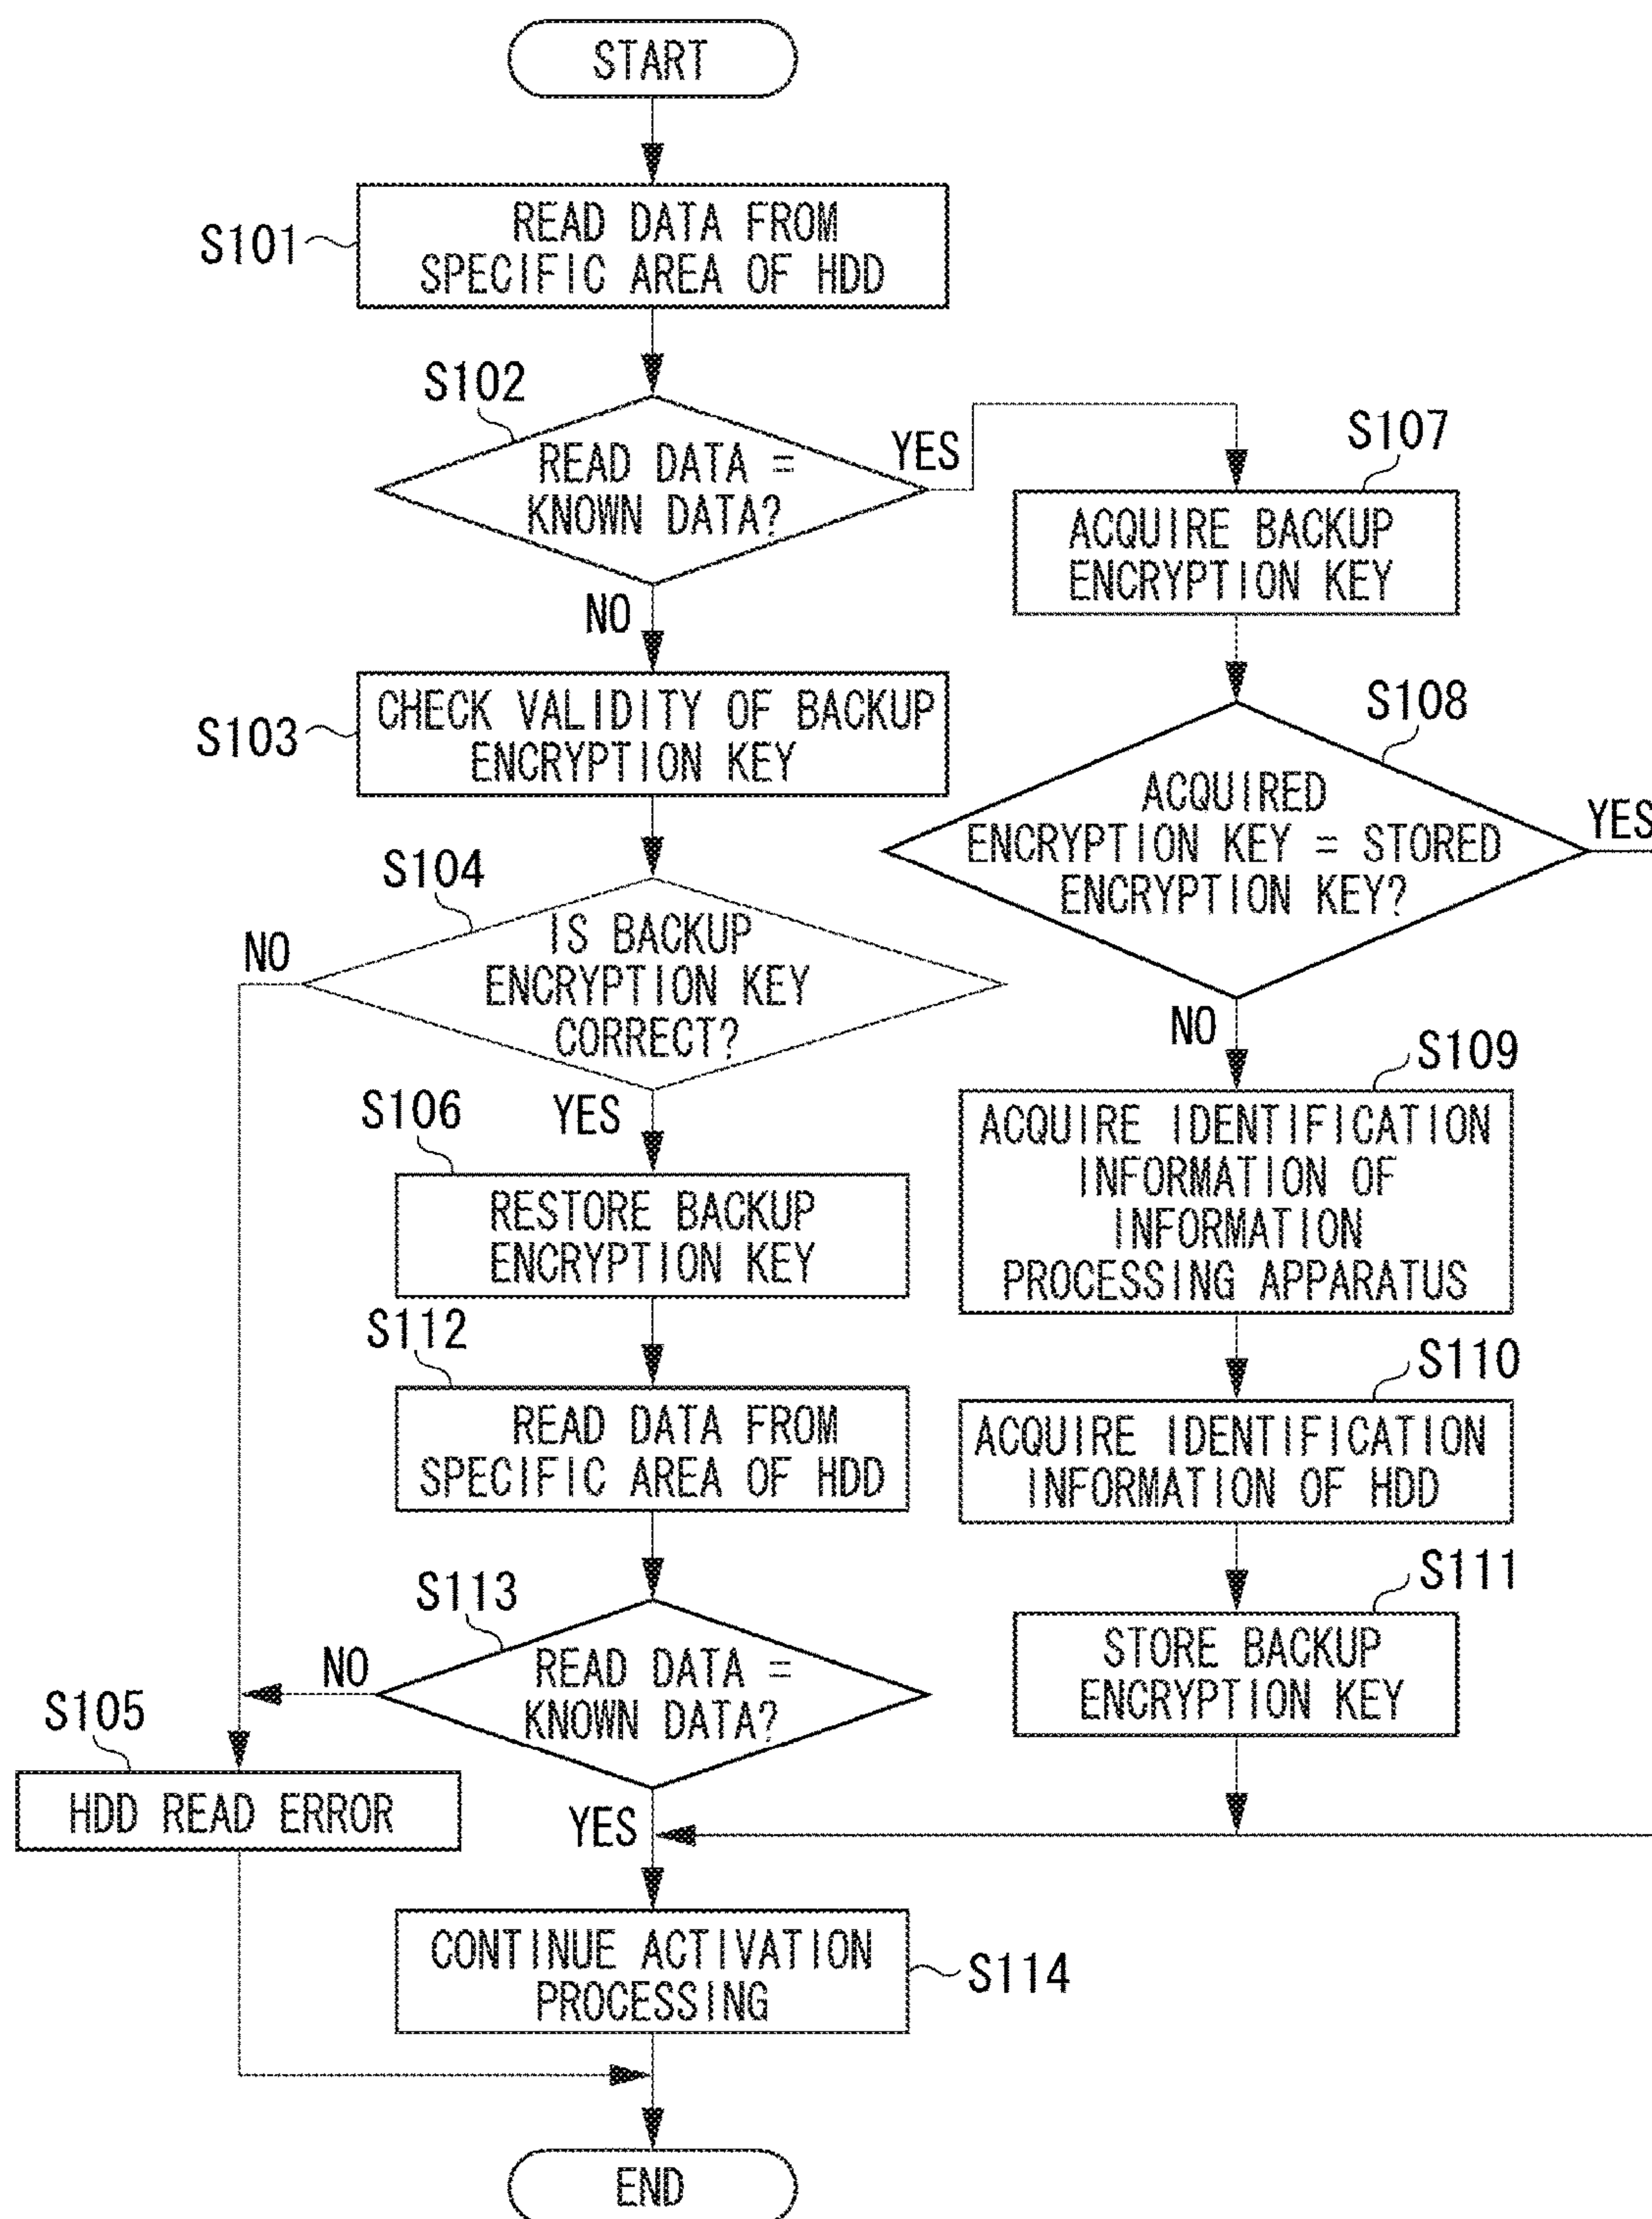 START
S101
READ DATA FROM
SPECIFIC AREA OF HDD
S102
READ DATA =
KNOWN DATA?
YES
NO
S107
ACQUIRE BACKUP
ENCRYPTION KEY
S103
CHECK VALIDITY OF BACKUP
ENCRYPTION KEY
S108
ACQUIRED
ENCRYPTION KEY = STORED
ENCRYPTION KEY?
YES
NO
S104
IS BACKUP
ENCRYPTION KEY
CORRECT?
NO
YES
S109
ACQUIRE IDENTIFICATION
INFORMATION OF
INFORMATION
PROCESSING APPARATUS
S106
RESTORE BACKUP
ENCRYPTION KEY
S110
ACQUIRE IDENTIFICATION
INFORMATION OF HDD
S112
READ DATA FROM
SPECIFIC AREA OF HDD
S111
STORE BACKUP
ENCRYPTION KEY
S113
READ DATA =
KNOWN DATA?
NO
YES
S105
HDD READ ERROR
CONTINUE ACTIVATION
PROCESSING
S114
END